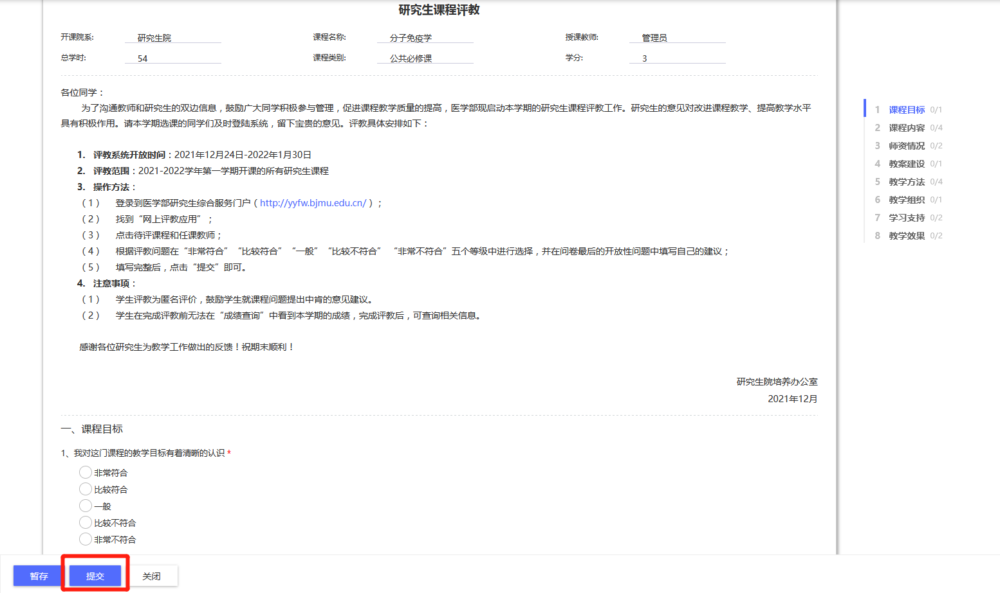 研究生课程评教
开课院系: 研究生院 课程名称: 分子免疫学 授课教师: 管理员
总学时: 54 课程类别: 公共必修课 学分: 3
各位同学：
为了沟通教师和研究生的双边信息，鼓励广大同学积极参与管理，促进课程教学质量的提高，医学部现启动本学期的研究生课程评教工作。研究生的意见对改进课程教学、提高教学水平
具有积极作用。请本学期选课的同学们及时登陆系统，留下宝贵的意见。评教具体安排如下：
1. 评教系统开放时间：2021年12月24日-2022年1月30日
2. 评教范围：2021-2022学年第一学期开课的所有研究生课程
3. 操作方法：
（1） 登录到医学部研究生综合服务门户（http://yyfw.bjmu.edu.cn/）；
（2） 找到“网上评教应用”；
（3） 点击待评课程和任课教师；
（4） 根据评教问题在“非常符合”“比较符合”“一般”“比较不符合”“非常不符合”五个等级中进行选择，并在问卷最后的开放性问题中填写自己的建议；
（5） 填写完整后，点击“提交”即可。
4. 注意事项：
（1） 学生评教为匿名评价，鼓励学生就课程问题提出中肯的意见建议。
（2） 学生在完成评教前无法在“成绩查询”中看到本学期的成绩，完成评教后，可查询相关信息。
感谢各位研究生为教学工作做出的反馈！祝期末顺利！
研究生院培养办公室
2021年12月
一、课程目标
1、我对这门课程的教学目标有着清晰的认识 *
非常符合
比较符合
一般
比较不符合
非常不符合
暂存 提交 关闭
1 课程目标 0/1
2 课程内容 0/4
3 师资情况 0/2
4 教案建设 0/1
5 教学方法 0/4
6 教学组织 0/1
7 学习支持 0/2
8 教学效果 0/2